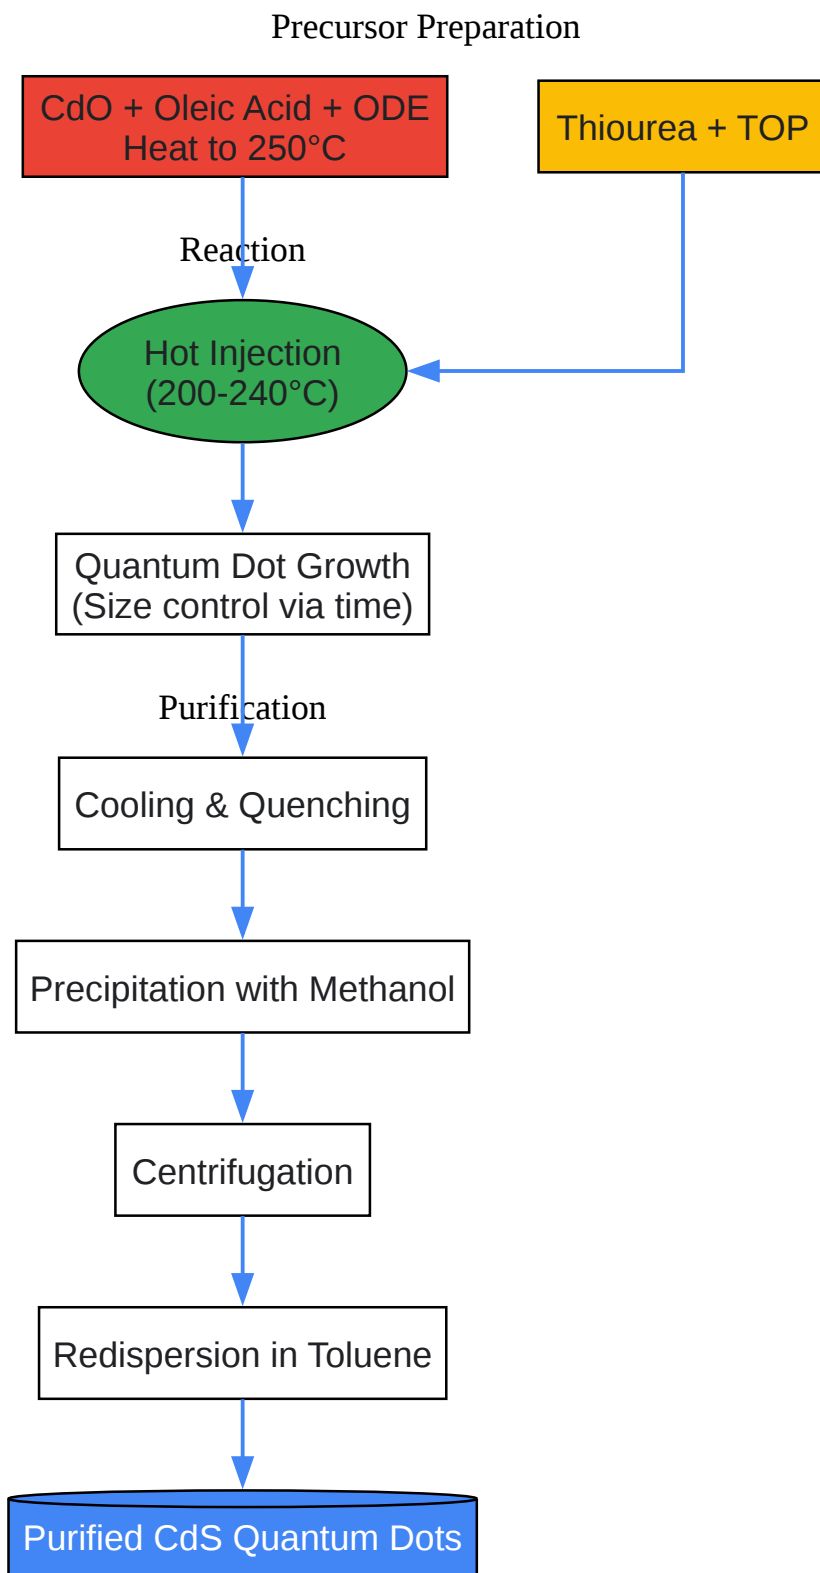 Precursor Preparation
CdO + Oleic Acid + ODE
Heat to 250°C
Thiourea + TOP
Reaction
Hot Injection
(200-240°C)
Quantum Dot Growth
(Size control via time)
Purification
Cooling & Quenching
Precipitation with Methanol
Centrifugation
Redispersion in Toluene
Purified CdS Quantum Dots